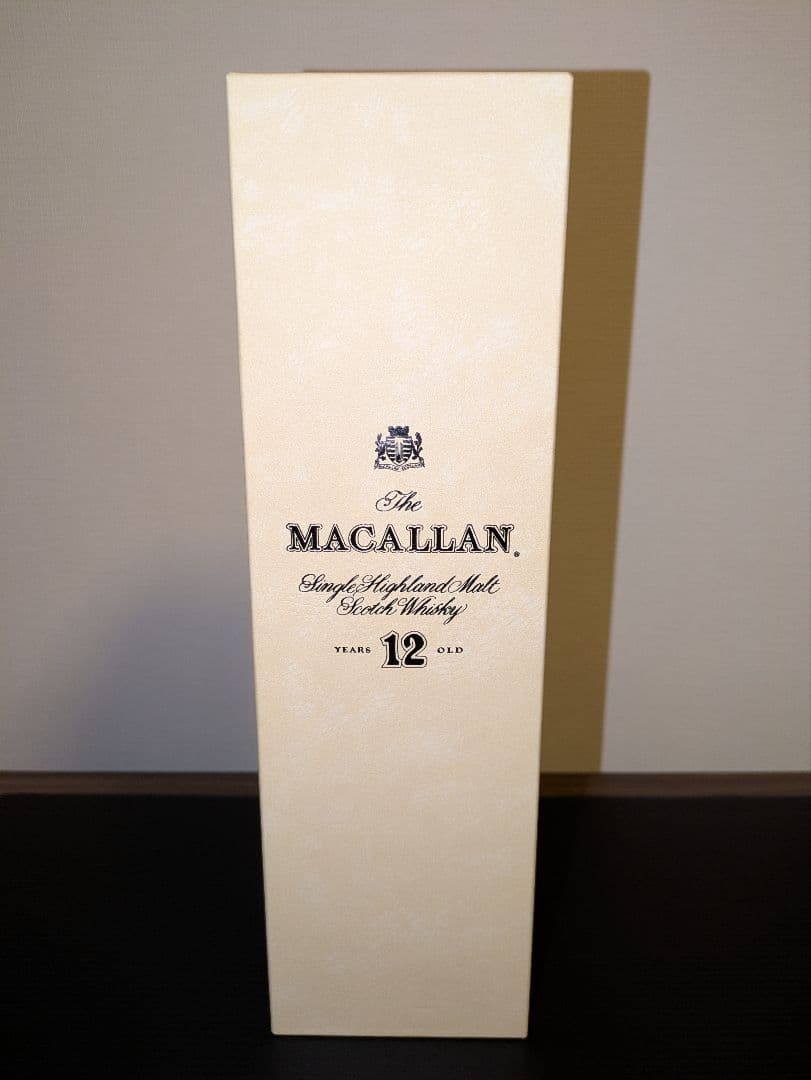 The
MACALLAN®
Single Highland Malt
Scotch Whisky
YEARS 12 OLD